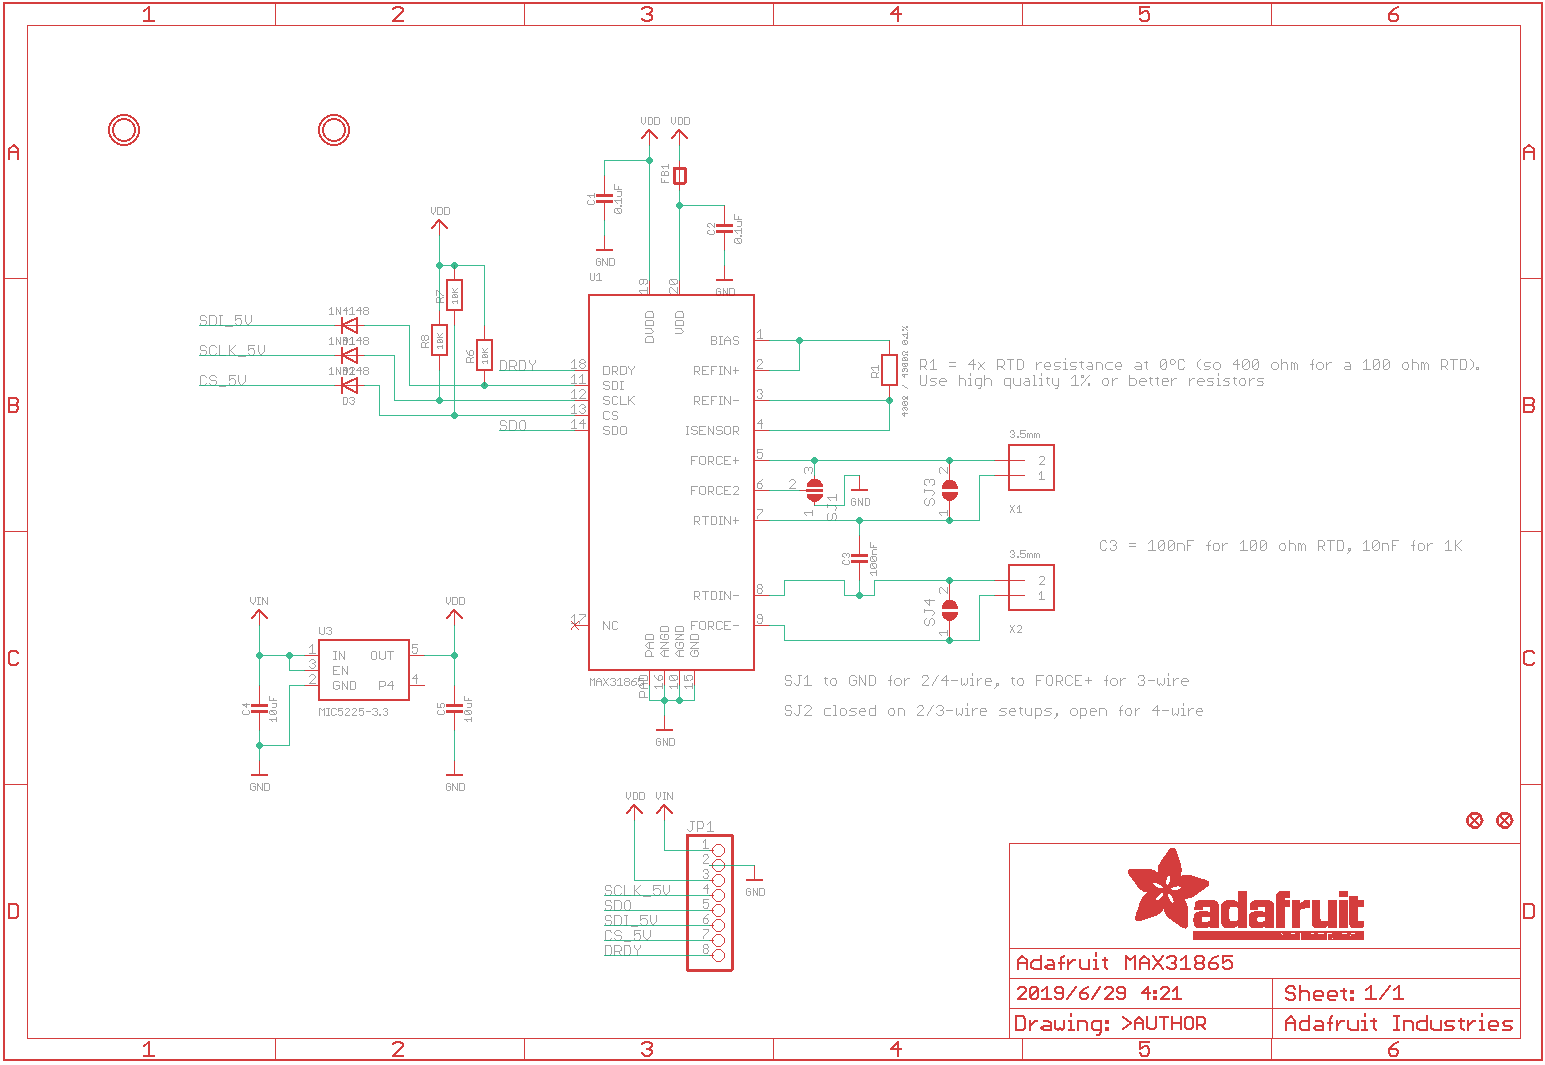 1 2 3 4 5 6
A A
B B
C C
D D
VDD VDD
FB1
C1 0.1uF
GND
C2 0.1uF
GND
VDD
R7 10K
R8 10K
R6 10K
1N4148
SDI_5V
SCLK_5V
CS_5V
D3
DRDY
SDO
U1
19 20
DVDD VDD
18 DRDY
11 SDI
12 SCLK
13 CS
14 SDO
17 NC
BIAS 1
REFIN+ 2
REFIN- 3
ISENSOR 4
FORCE+ 5
FORCE2 6
RTDIN+ 7
RTDIN- 8
FORCE- 9
PAD ANGD AGND GND
PAD 16 10 15
MAX31865
GND
R1
400Ω / 4300Ω 0.1%
R1 = 4x RTD resistance at 0°C (so 400 ohm for a 100 ohm RTD).
Use high quality 1% or better resistors
3 2 1
SJ1
GND
SJ3
2 1
3.5mm
2
1
X1
C3 100nF
C3 = 100nF for 100 ohm RTD, 10nF for 1K
SJ4
2 1
3.5mm
2
1
X2
SJ1 to GND for 2/4-wire, to FORCE+ for 3-wire
SJ2 closed on 2/3-wire setups, open for 4-wire
VIN VDD
U3
1 IN OUT 5
3 EN
2 GND P4 4
MIC5225-3.3
C4 10uF
C5 10uF
GND GND
VDD VIN
JP1
1
2
GND
3
SCLK_5V 4
SDO 5
SDI_5V 6
CS_5V 7
DRDY 8
adafruit
Adafruit MAX31865
2019/6/29 4:21 Sheet: 1/1
Drawing: >AUTHOR Adafruit Industries
1 2 3 4 5 6